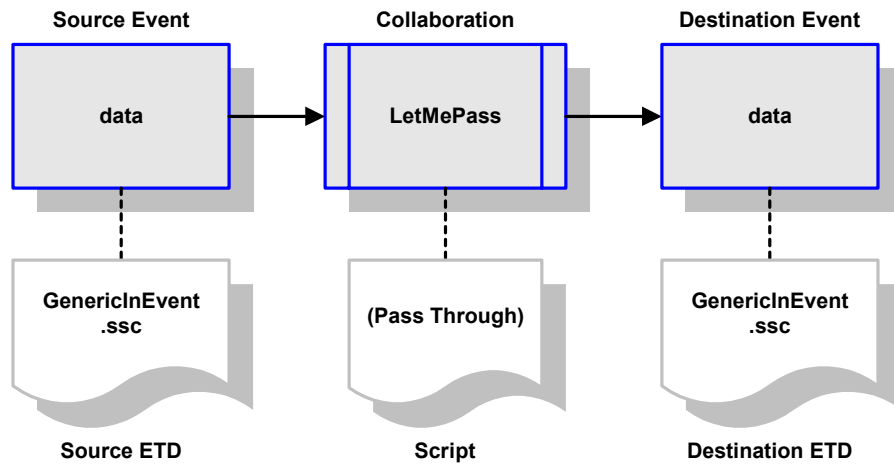 Source Event
Collaboration
Destination Event
data
LetMePass
data
GenericInEvent
.ssc
(Pass Through)
GenericInEvent
.ssc
Source ETD
Script
Destination ETD